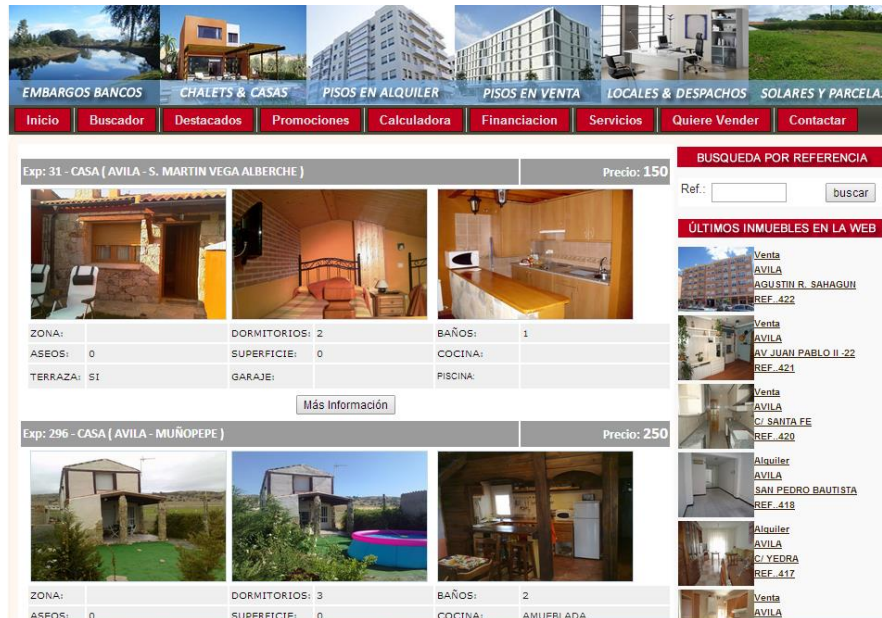 EMBARGOS BANCOS CHALETS & CASAS PISOS EN ALQUILER PISOS EN VENTA LOCALES & DESPACHOS SOLARES Y PARCELA
Inicio Buscador Destacados Promociones Calculadora Financiacion Servicios Quiere Vender Contactar
Exp: 31 - CASA ( AVILA - S. MARTIN VEGA ALBERCHE ) Precio: 150
ZONA: DORMITORIOS: 2 BAÑOS: 1
ASEOS: 0 SUPERFICIE: 0 COCINA:
TERRAZA: SI GARAJE: PISCINA:
Más Información
Exp: 296 - CASA ( AVILA - MUÑOPEPE ) Precio: 250
ZONA: DORMITORIOS: 3 BAÑOS: 2
ASEOS: 0 SUPERFICIE: 0 COCINA: AMUEBLADA
BUSQUEDA POR REFERENCIA
Ref.: buscar
ÚLTIMOS INMUEBLES EN LA WEB
Venta
AVILA
AGUSTIN R. SAHAGUN
REF..422
Venta
AVILA
AV JUAN PABLO II -22
REF..421
Venta
AVILA
C/ SANTA FE
REF..420
Alquiler
AVILA
SAN PEDRO BAUTISTA
REF..418
Alquiler
AVILA
C/ YEDRA
REF..417
Venta
AVILA